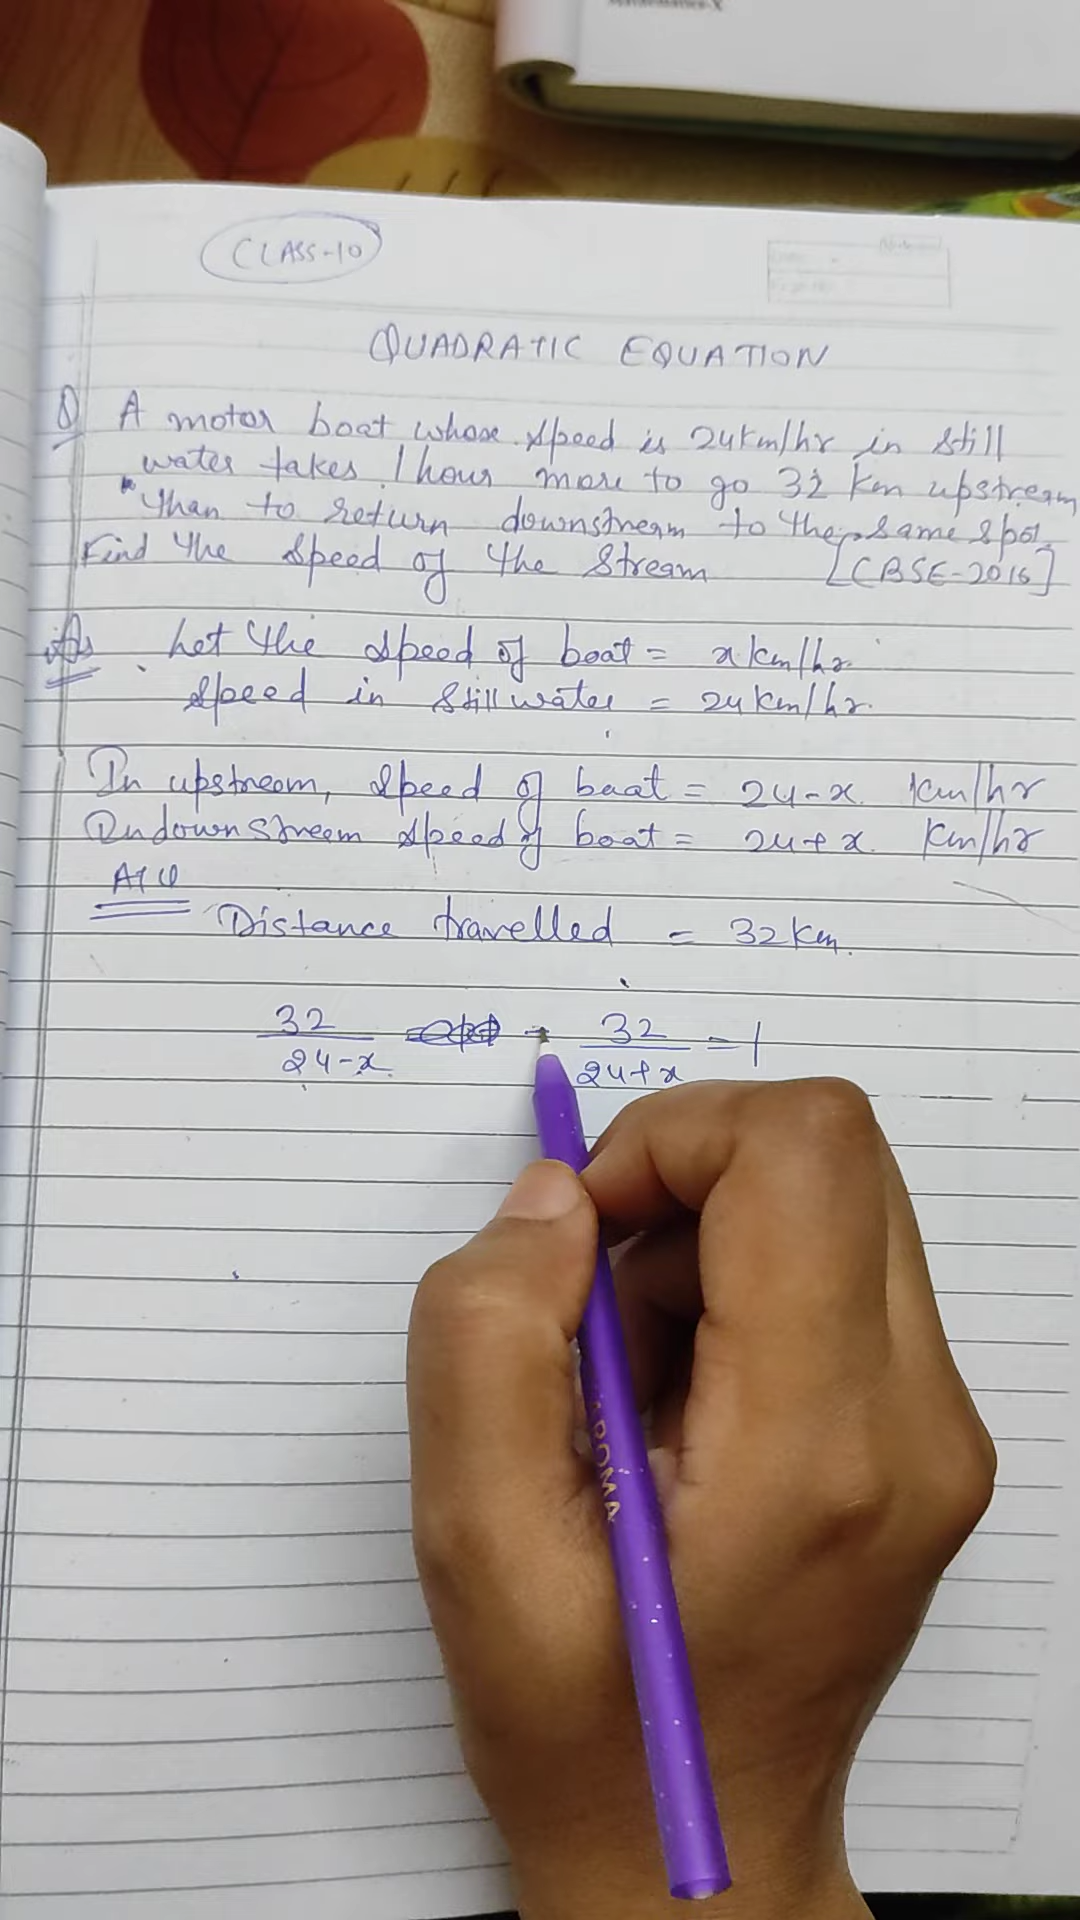 CLASS-10
QUADRATIC EQUATION
Q A motor boat whose speed is 24 km/hr in still
water takes 1 hour more to go 32 km upstream
than to return downstream to the same spot.
Find the speed of the stream [CBSE-2016]
Let the speed of boat = x km/hr.
Speed in still water = 24 km/hr.
In upstream, speed of boat = 24-x km/hr
In downstream speed of boat = 24+x km/hr
ATQ
Distance travelled = 32 km.
32 - 32 = 1
24-x 24+x
AROMA